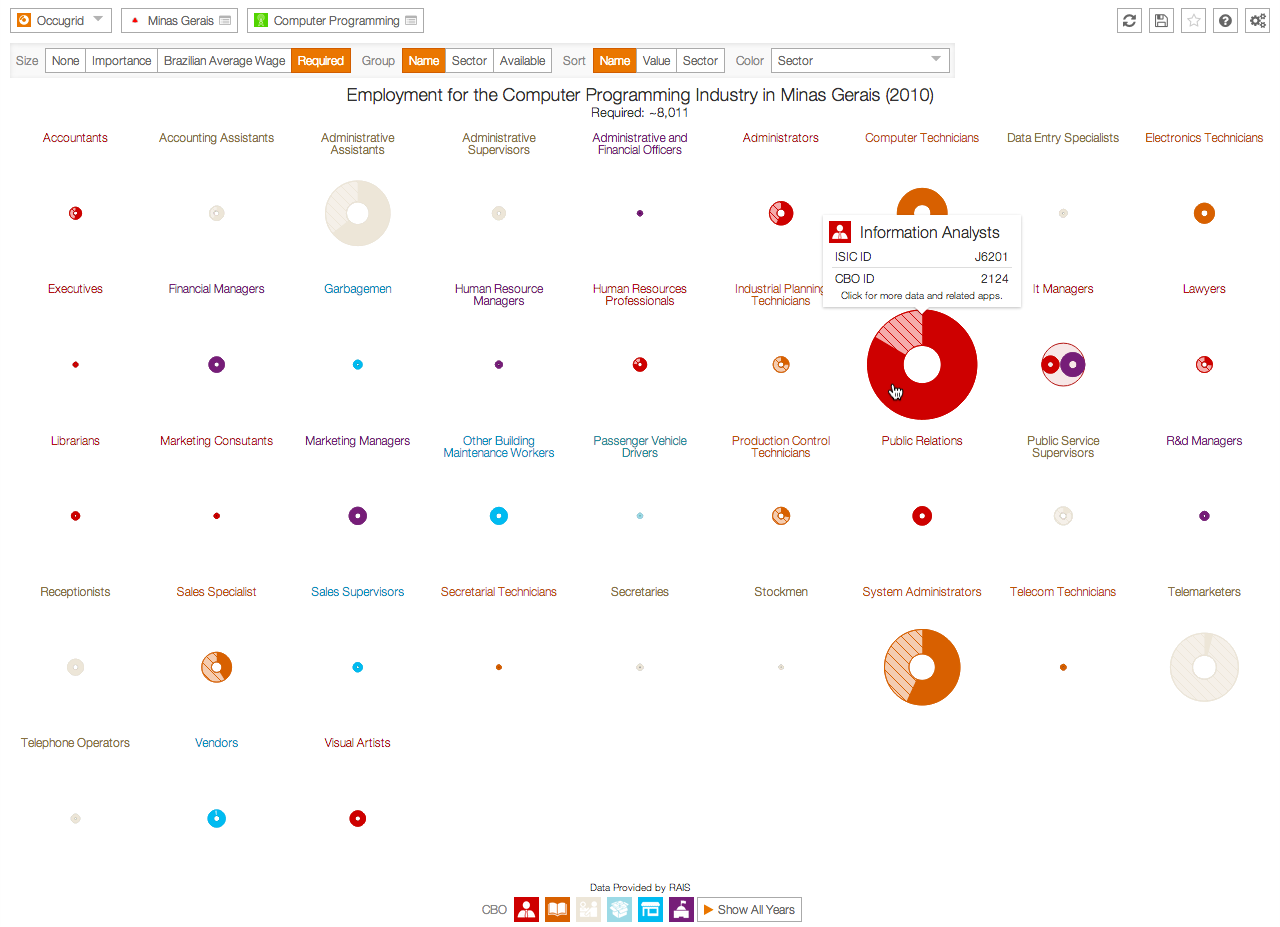 Occugrid Minas Gerais Computer Programming
Size None Importance Brazilian Average Wage Required Group Name Sector Available Sort Name Value Sector Color Sector
Employment for the Computer Programming Industry in Minas Gerais (2010)
Required: ~8,011
Accountants
Accounting Assistants
Administrative
Assistants
Administrative
Supervisors
Administrative and
Financial Officers
Administrators
Computer Technicians
Data Entry Specialists
Electronics Technicians
Information Analysts
ISIC ID J6201
CBO ID 2124
Click for more data and related apps.
Executives
Financial Managers
Garbagemen
Human Resource
Managers
Human Resources
Professionals
Industrial Planning
Technicians
It Managers
Lawyers
Librarians
Marketing Consutants
Marketing Managers
Other Building
Maintenance Workers
Passenger Vehicle
Drivers
Production Control
Technicians
Public Relations
Public Service
Supervisors
R&d Managers
Receptionists
Sales Specialist
Sales Supervisors
Secretarial Technicians
Secretaries
Stockmen
System Administrators
Telecom Technicians
Telemarketers
Telephone Operators
Vendors
Visual Artists
Data Provided by RAIS
CBO Show All Years